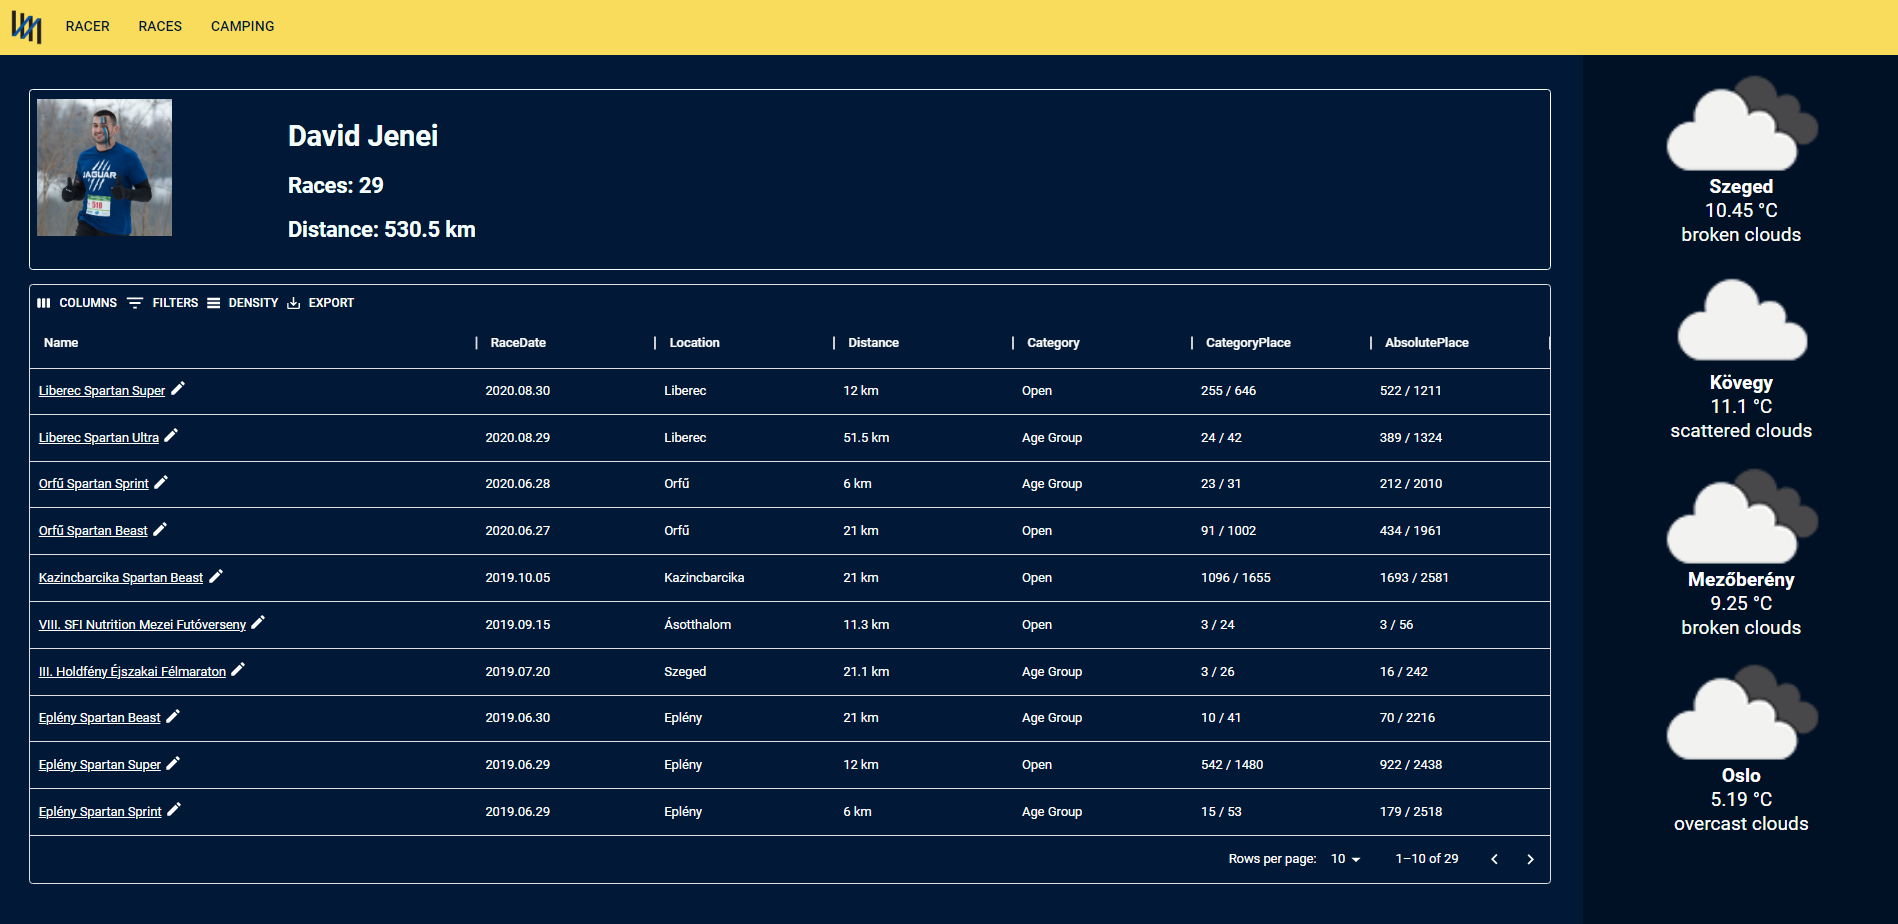 RACER RACES CAMPING
David Jenei
Races: 29
Distance: 530.5 km
JAGUAR
COLUMNS FILTERS DENSITY EXPORT
Name RaceDate Location Distance Category CategoryPlace AbsolutePlace
Liberec Spartan Super 2020.08.30 Liberec 12 km Open 255 / 646 522 / 1211
Liberec Spartan Ultra 2020.08.29 Liberec 51.5 km Age Group 24 / 42 389 / 1324
Orfű Spartan Sprint 2020.06.28 Orfű 6 km Age Group 23 / 31 212 / 2010
Orfű Spartan Beast 2020.06.27 Orfű 21 km Open 91 / 1002 434 / 1961
Kazincbarcika Spartan Beast 2019.10.05 Kazincbarcika 21 km Open 1096 / 1655 1693 / 2581
VIII. SFI Nutrition Mezei Futóverseny 2019.09.15 Ásotthalom 11.3 km Open 3 / 24 3 / 56
III. Holdfény Éjszakai Félmaraton 2019.07.20 Szeged 21.1 km Age Group 3 / 26 16 / 242
Eplény Spartan Beast 2019.06.30 Eplény 21 km Age Group 10 / 41 70 / 2216
Eplény Spartan Super 2019.06.29 Eplény 12 km Open 542 / 1480 922 / 2438
Eplény Spartan Sprint 2019.06.29 Eplény 6 km Age Group 15 / 53 179 / 2518
Rows per page: 10 1–10 of 29
Szeged
10.45 °C
broken clouds
Kövegy
11.1 °C
scattered clouds
Mezőberény
9.25 °C
broken clouds
Oslo
5.19 °C
overcast clouds